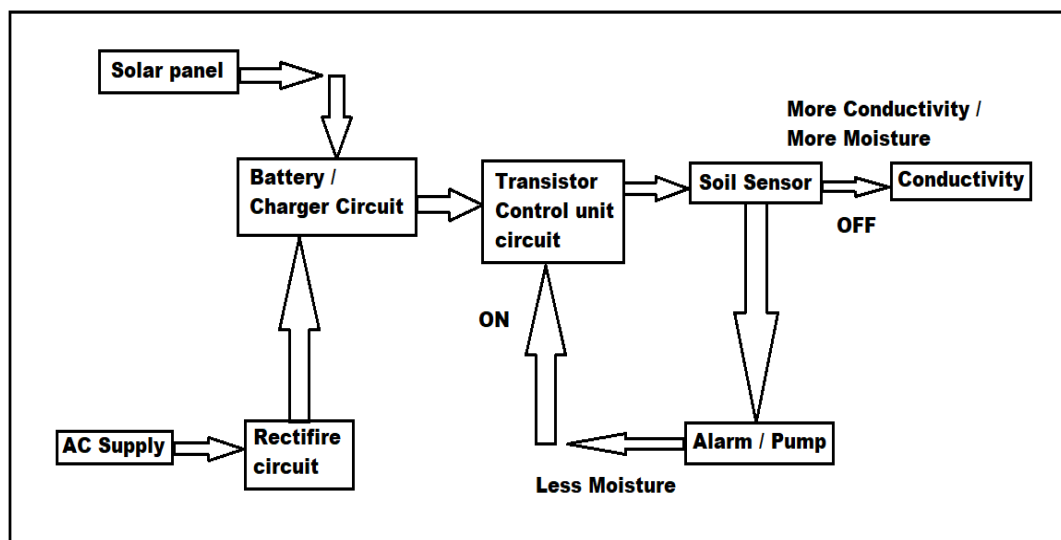 Solar panel
More Conductivity /
More Moisture
Battery /
Charger Circuit
Transistor
Control unit
circuit
Soil Sensor
Conductivity
OFF
ON
AC Supply
Rectifire
circuit
Alarm / Pump
Less Moisture